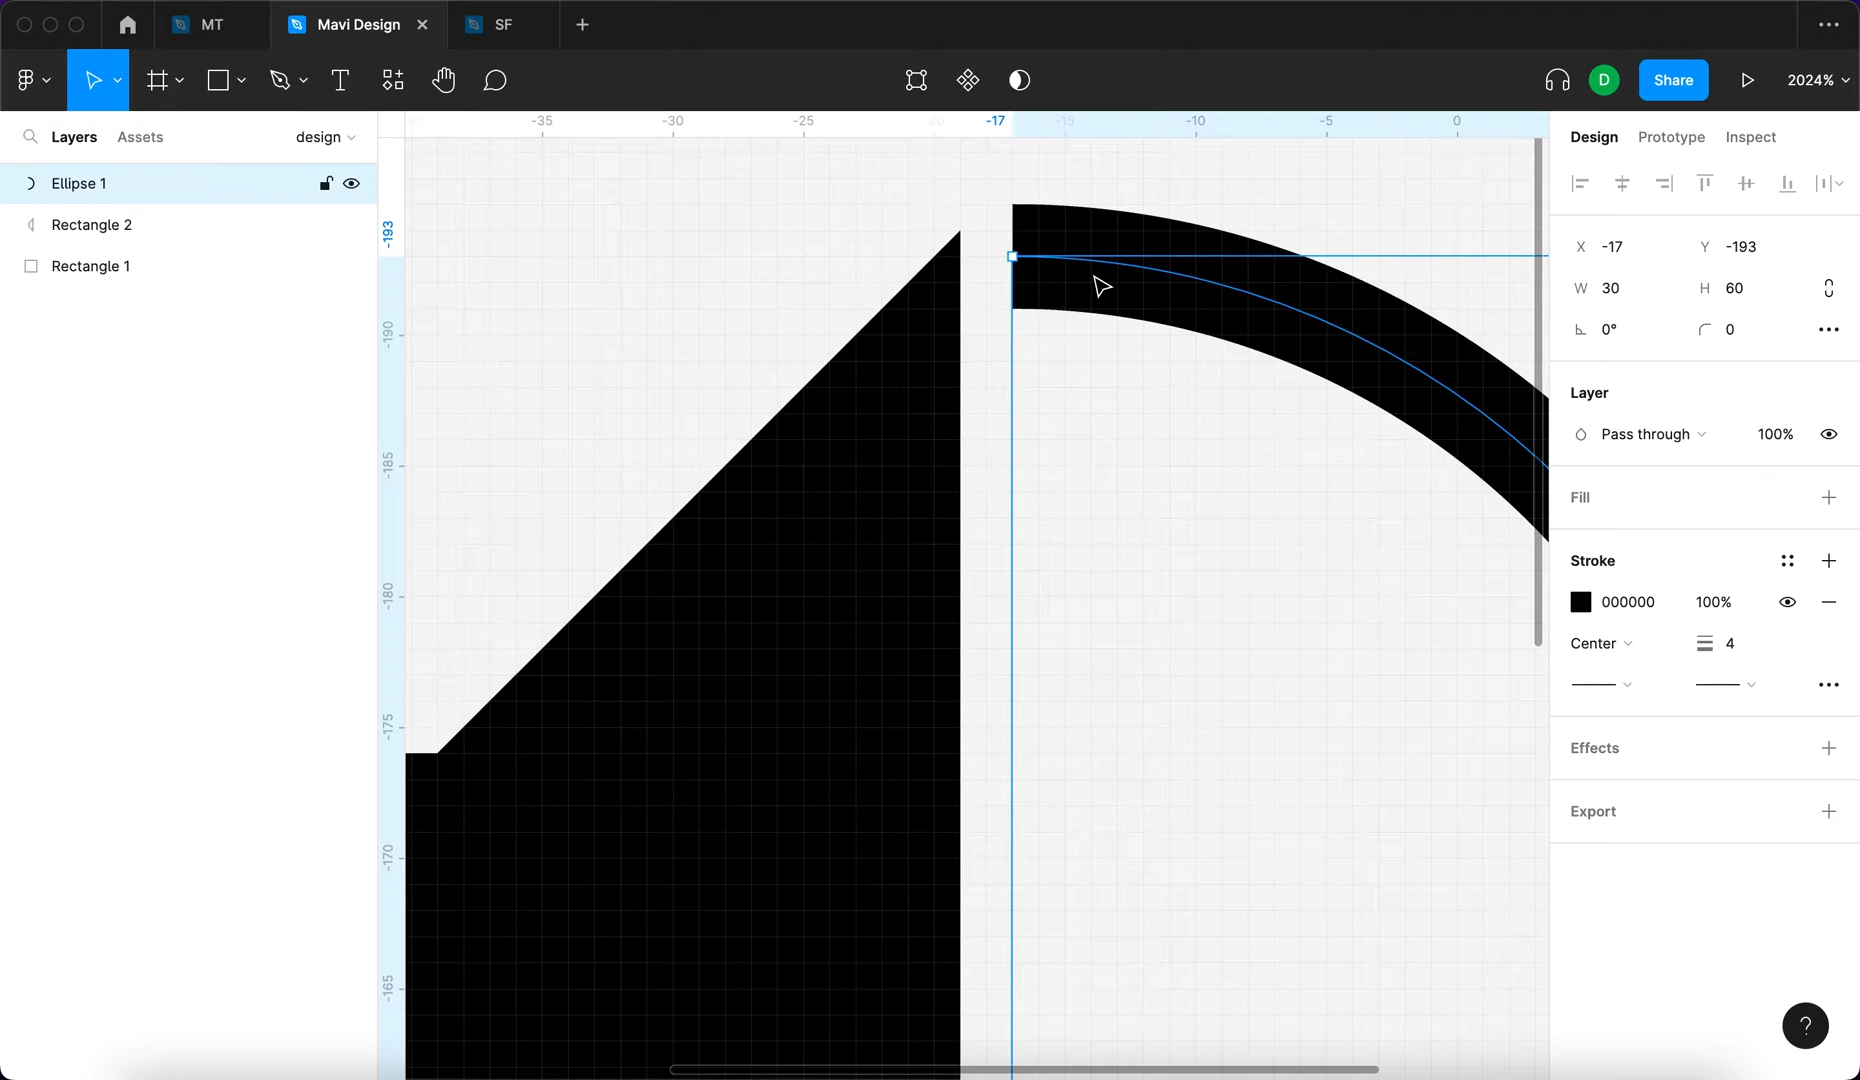 MT
Mavi Design
SF
D
Share
2024%
Layers
Assets
design
-35
-30
-25
-17
-15
-10
-5
0
Design
Prototype
Inspect
Ellipse 1
Rectangle 2
Rectangle 1
-193
-190
-185
-180
-175
-170
-165
X -17
Y -193
W 30
H 60
0°
0
Layer
Pass through
100%
Fill
Stroke
000000
100%
Center
4
Effects
Export
?